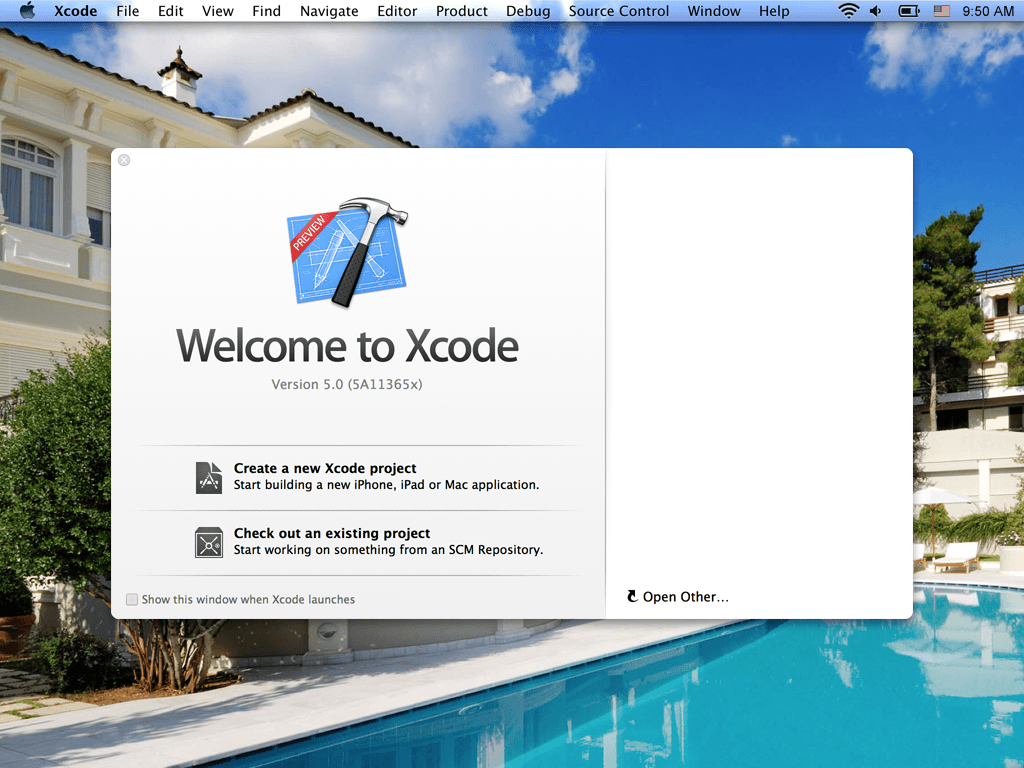 Xcode File Edit View Find Navigate Editor Product Debug Source Control Window Help 9:50 AM
PREVIEW
Welcome to Xcode
Version 5.0 (5A11365x)
Create a new Xcode project
Start building a new iPhone, iPad or Mac application.
Check out an existing project
Start working on something from an SCM Repository.
Show this window when Xcode launches
Open Other...